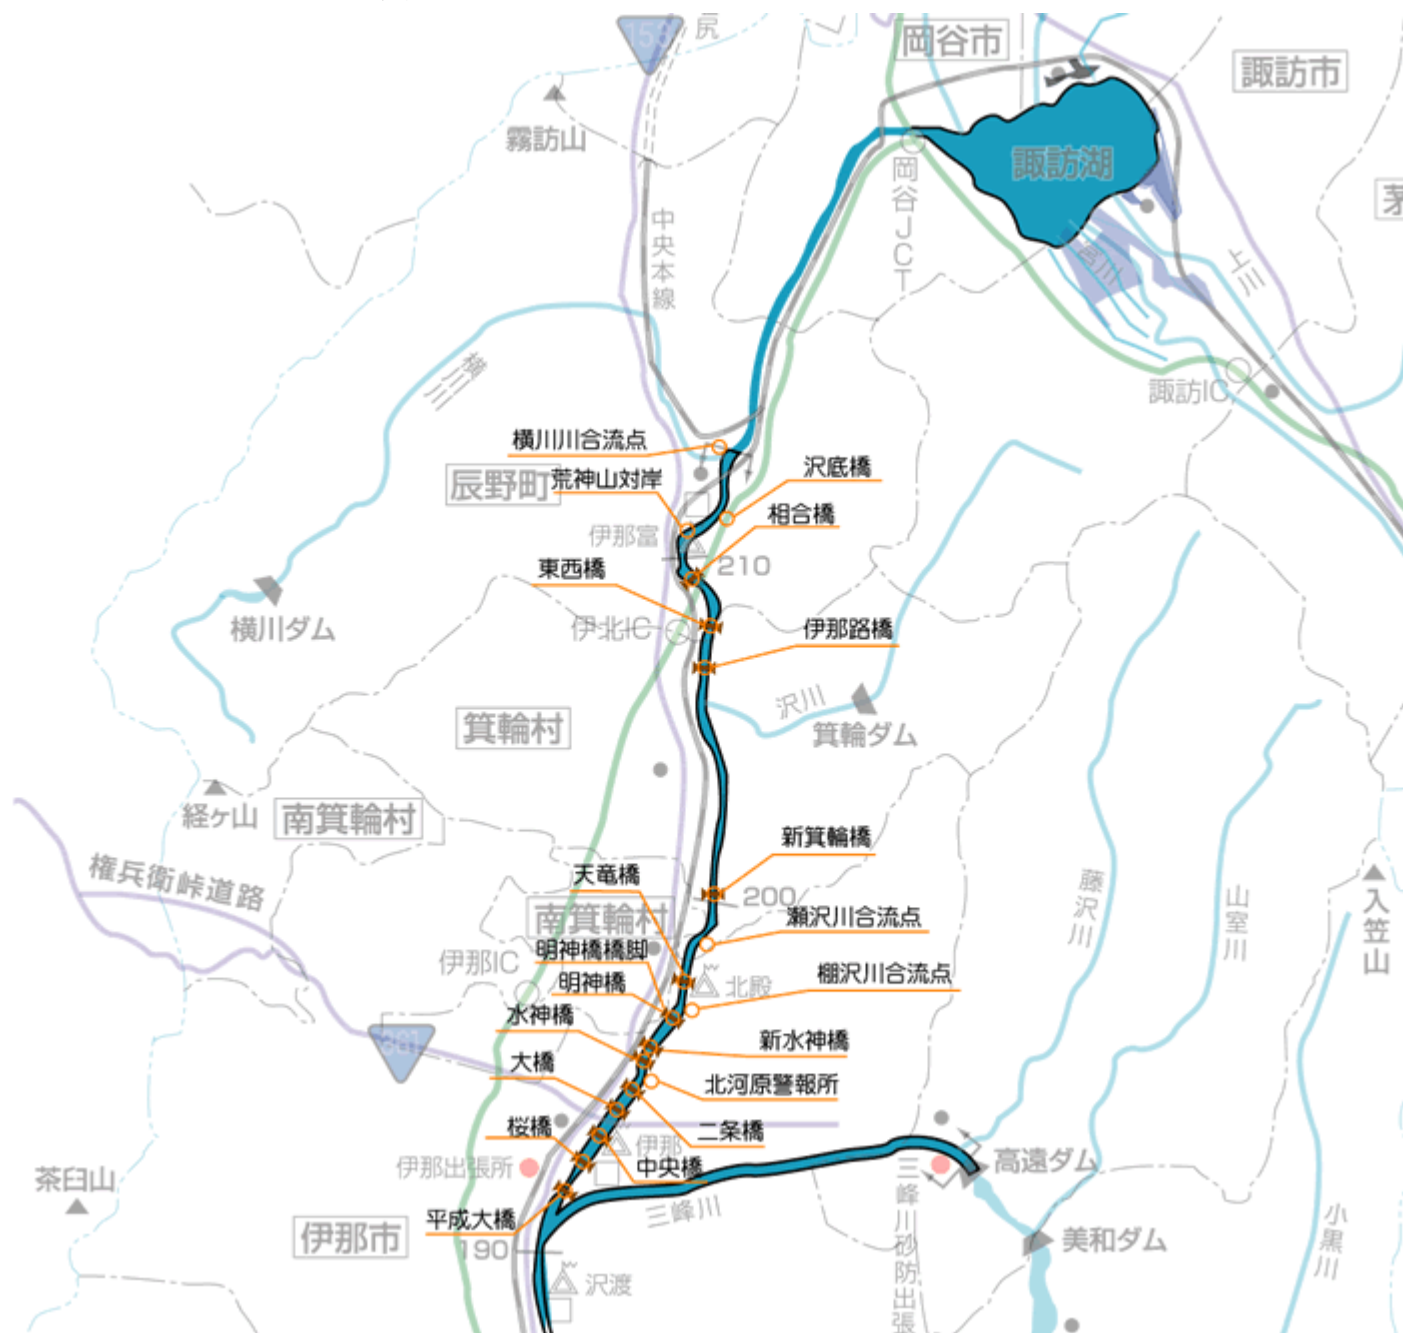 153
尻
岡谷市
諏訪市
霧訪山
諏訪湖
茅
岡谷JCT
中央本線
宮川
上川
横川
諏訪IC
横川川合流点
沢底橋
辰野町
荒神山対岸
相合橋
伊那富
210
東西橋
横川ダム
伊北IC
伊那路橋
沢川
箕輪ダム
箕輪村
経ヶ山
南箕輪村
新箕輪橋
権兵衛峠道路
天竜橋
200
南箕輪村
瀬沢川合流点
藤沢川
山室川
入笠山
明神橋橋脚
伊那IC
明神橋
北殿
棚沢川合流点
水神橋
新水神橋
361
大橋
北河原警報所
桜橋
二条橋
伊那
伊那出張所
中央橋
高遠ダム
茶臼山
三峰川
三峰川砂防出張
平成大橋
伊那市
190
美和ダム
小黒川
沢渡